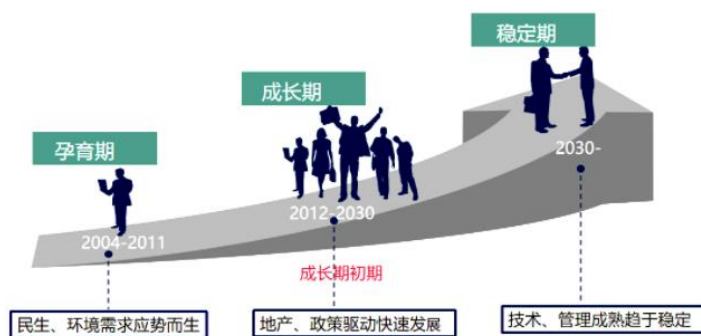 稳定期
成长期
孕育期
2030-
2012-2030
2004-2011
成长期初期
民生、环境需求应势而生
地产、政策驱动快速发展
技术、管理成熟趋于稳定